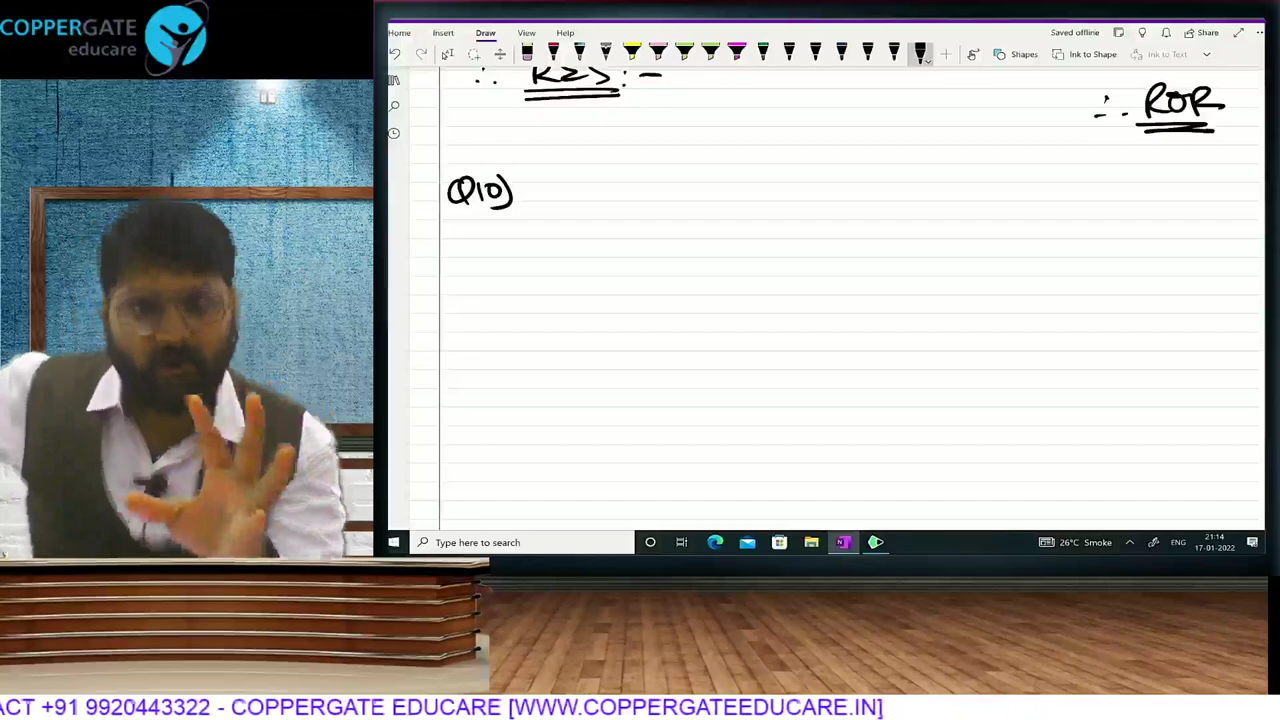 COPPERGATE
educare
Home Insert Draw View Help
Saved offline
Share
Shapes
Ink to Shape
Ink to Text
∴ ROR
Q10)
Type here to search
26°C Smoke
ENG
21:14
17-01-2022
ACT +91 9920443322 - COPPERGATE EDUCARE [WWW.COPPERGATEEDUCARE.IN]